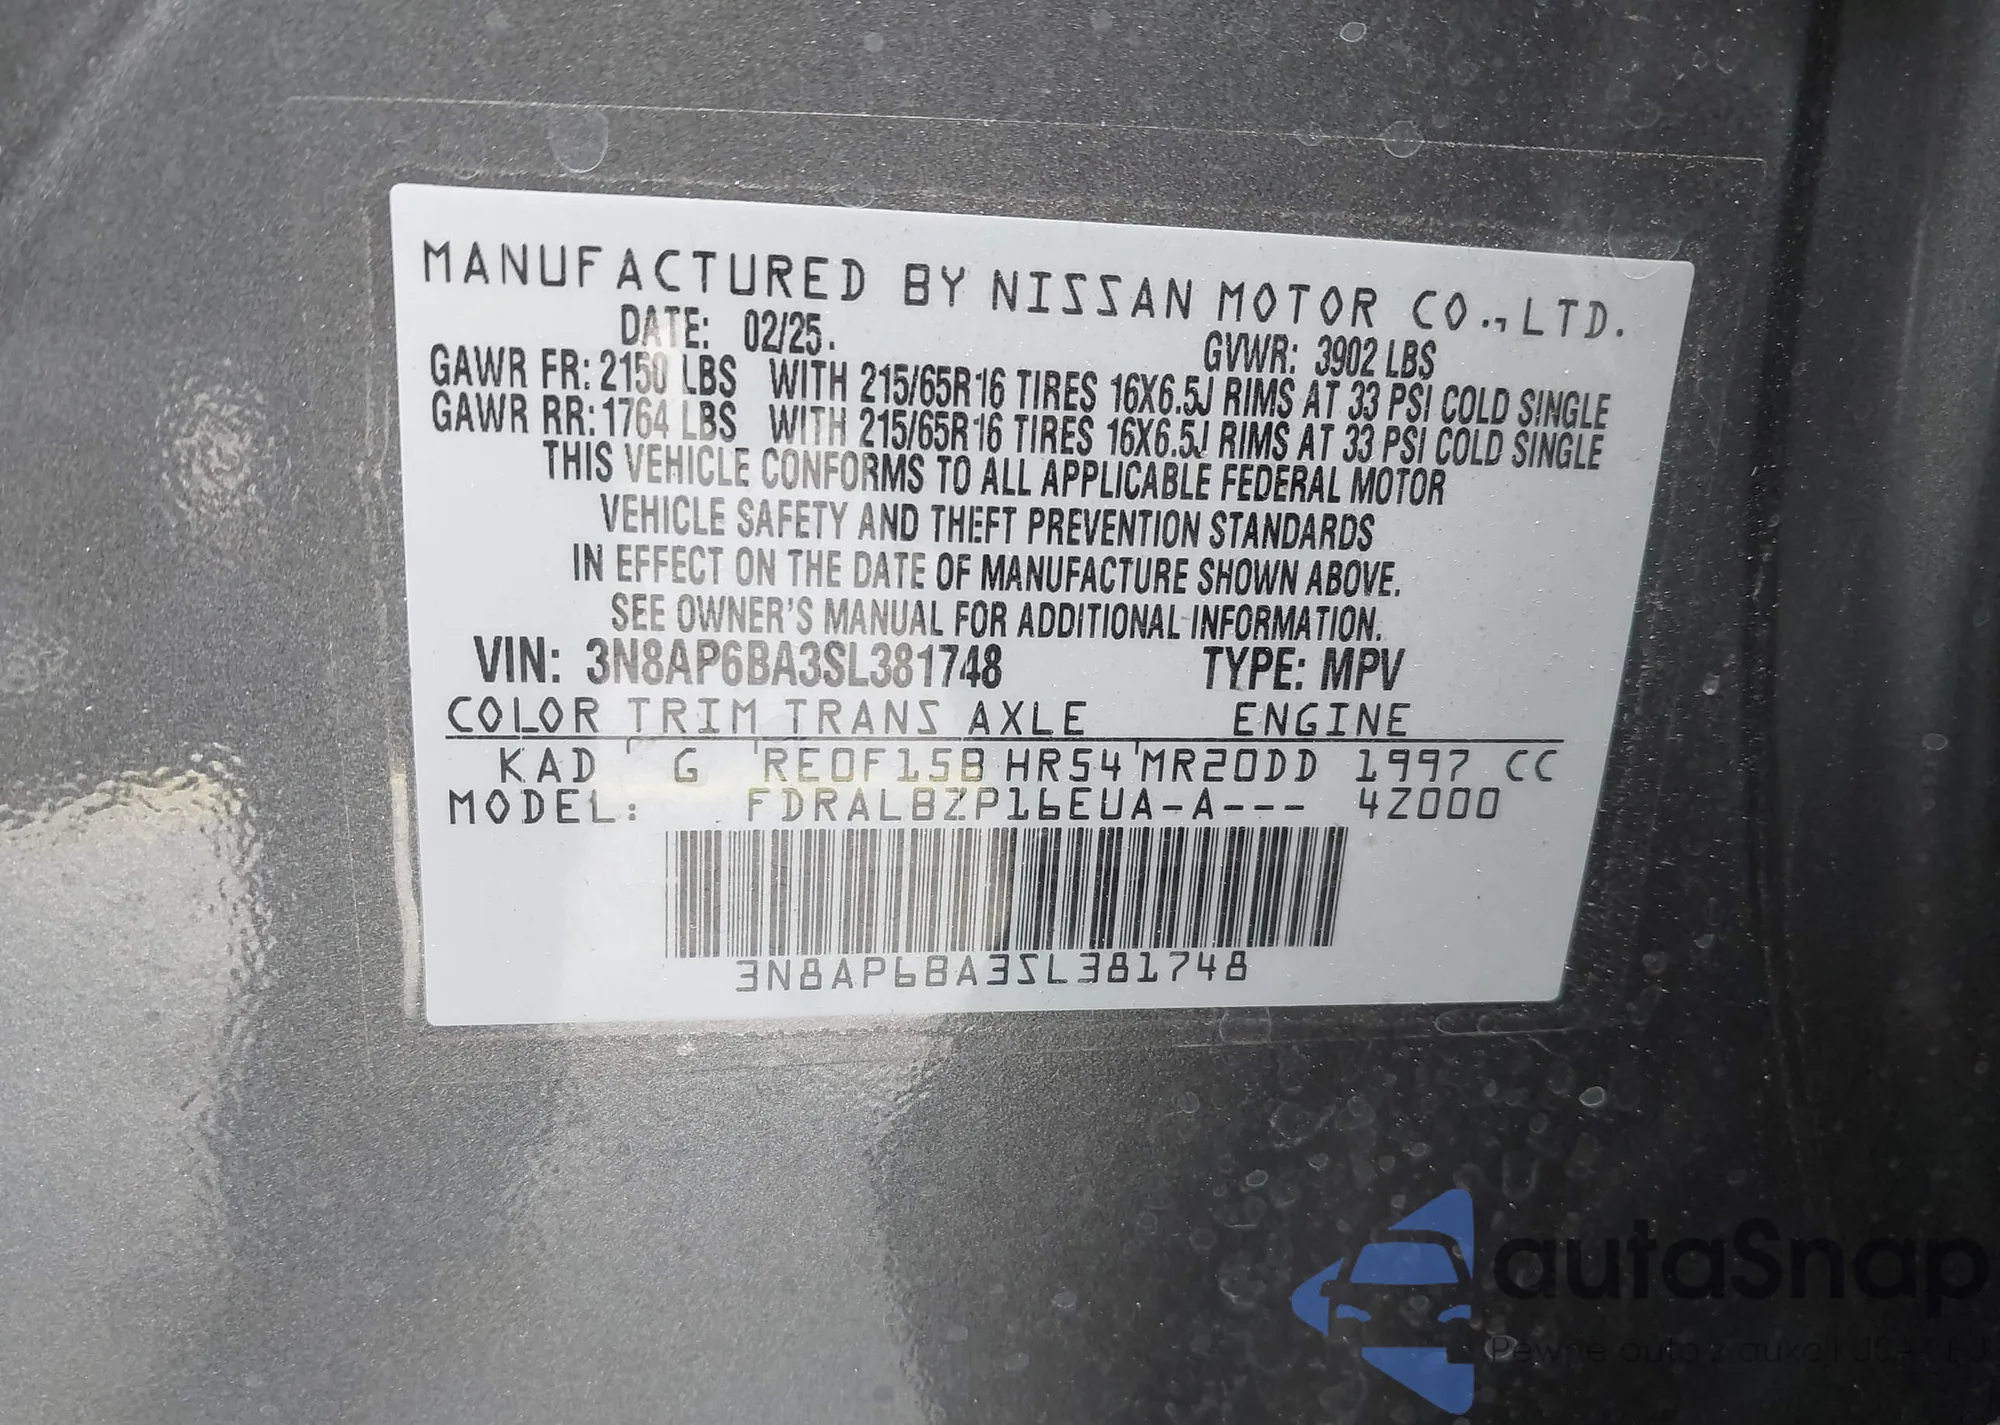 MANUFACTURED BY NISSAN MOTOR CO., LTD.
DATE: 02/25. GVWR: 3902 LBS
GAWR FR: 2150 LBS WITH 215/65R16 TIRES 16X6.5J RIMS AT 33 PSI COLD SINGLE
GAWR RR: 1764 LBS WITH 215/65R16 TIRES 16X6.5J RIMS AT 33 PSI COLD SINGLE
THIS VEHICLE CONFORMS TO ALL APPLICABLE FEDERAL MOTOR
VEHICLE SAFETY AND THEFT PREVENTION STANDARDS
IN EFFECT ON THE DATE OF MANUFACTURE SHOWN ABOVE.
SEE OWNER'S MANUAL FOR ADDITIONAL INFORMATION.
VIN: 3N8AP6BA3SL381748 TYPE: MPV
COLOR TRIM TRANS AXLE ENGINE
KAD G RE0F15B HR54 MR20DD 1997 CC
MODEL: FDRALBZP16EUA-A--- 4Z000
3N8AP6BA3SL381748
autaSnap
Pewne auta z aukcji USA